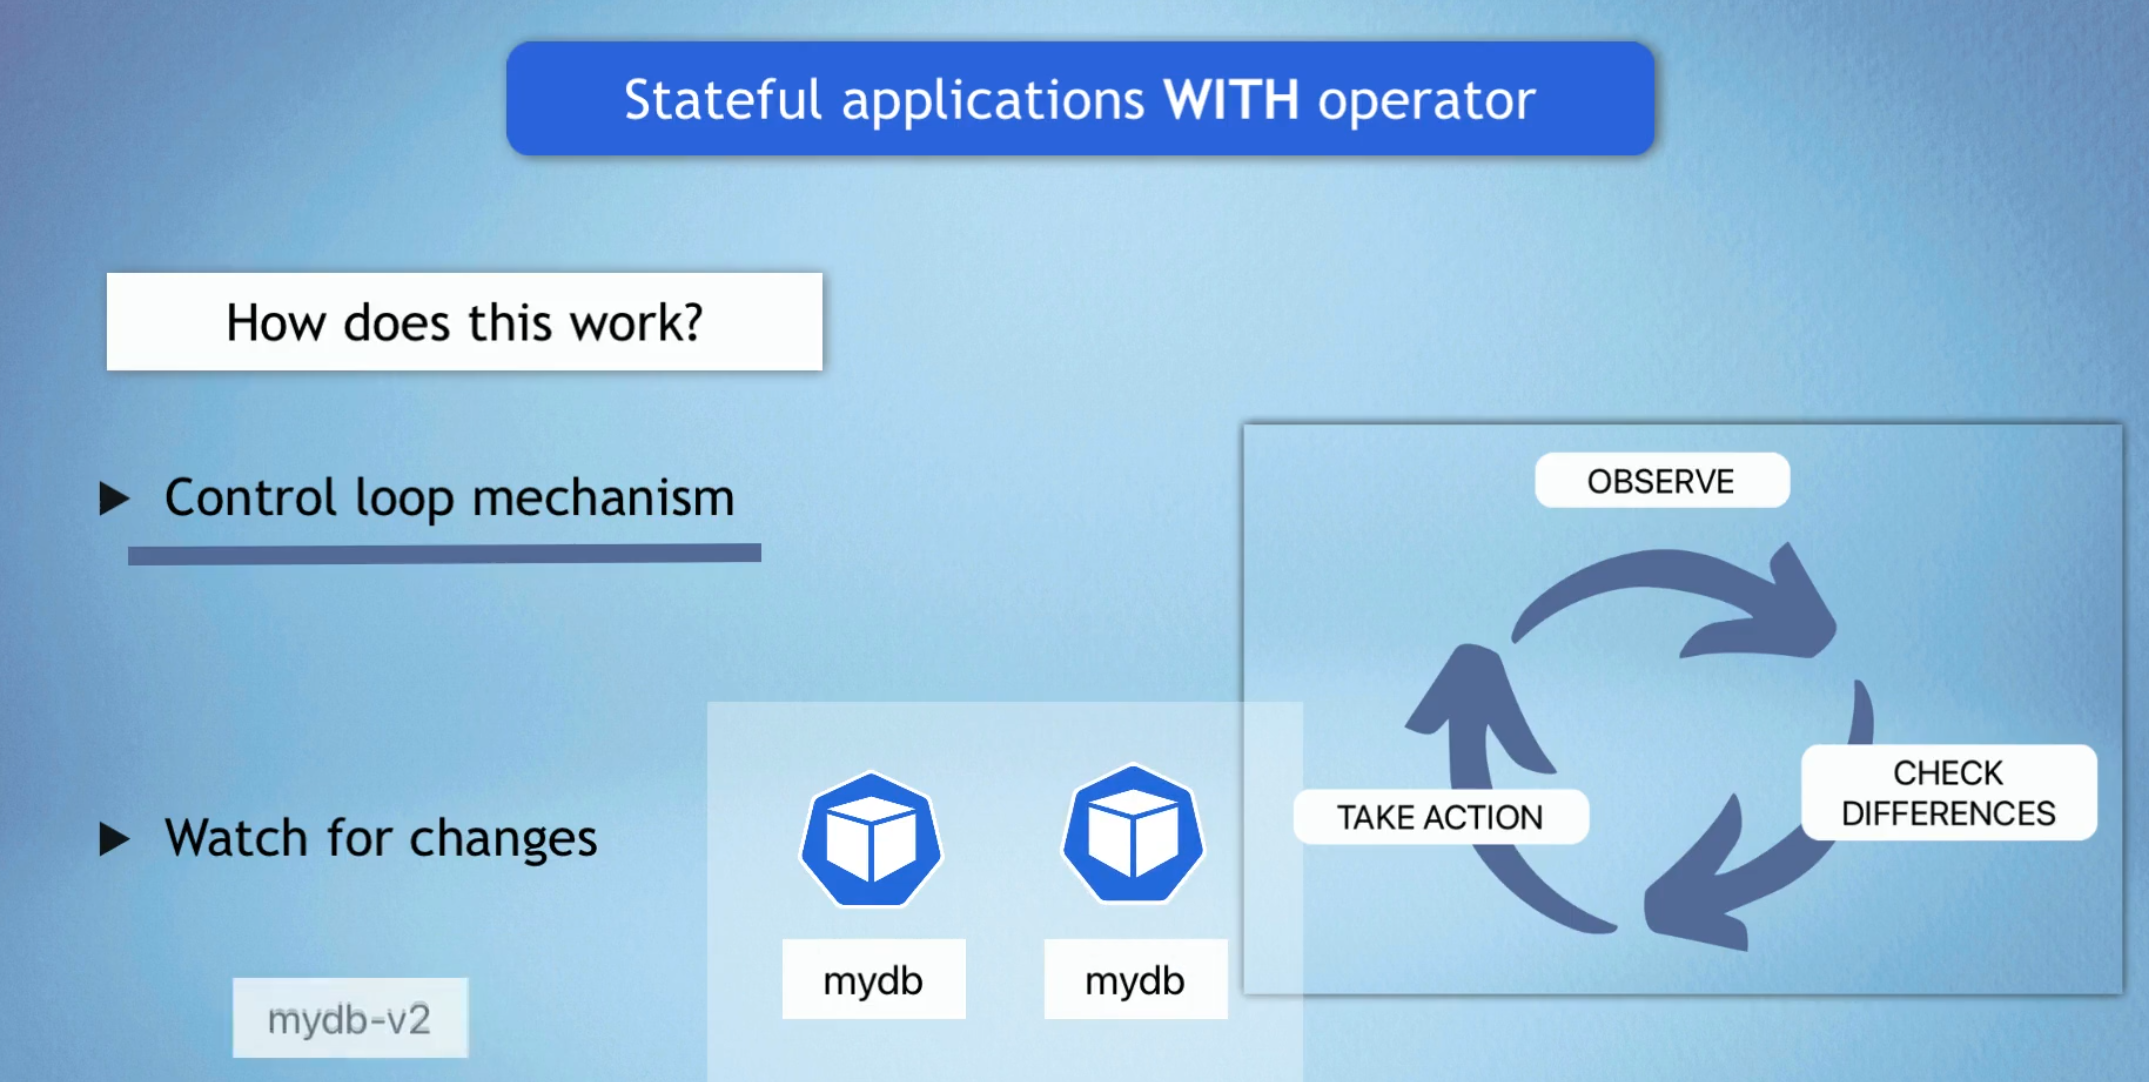 Stateful applications WITH operator
How does this work?
Control loop mechanism
Watch for changes
mydb-v2
mydb
mydb
OBSERVE
CHECK
DIFFERENCES
TAKE ACTION